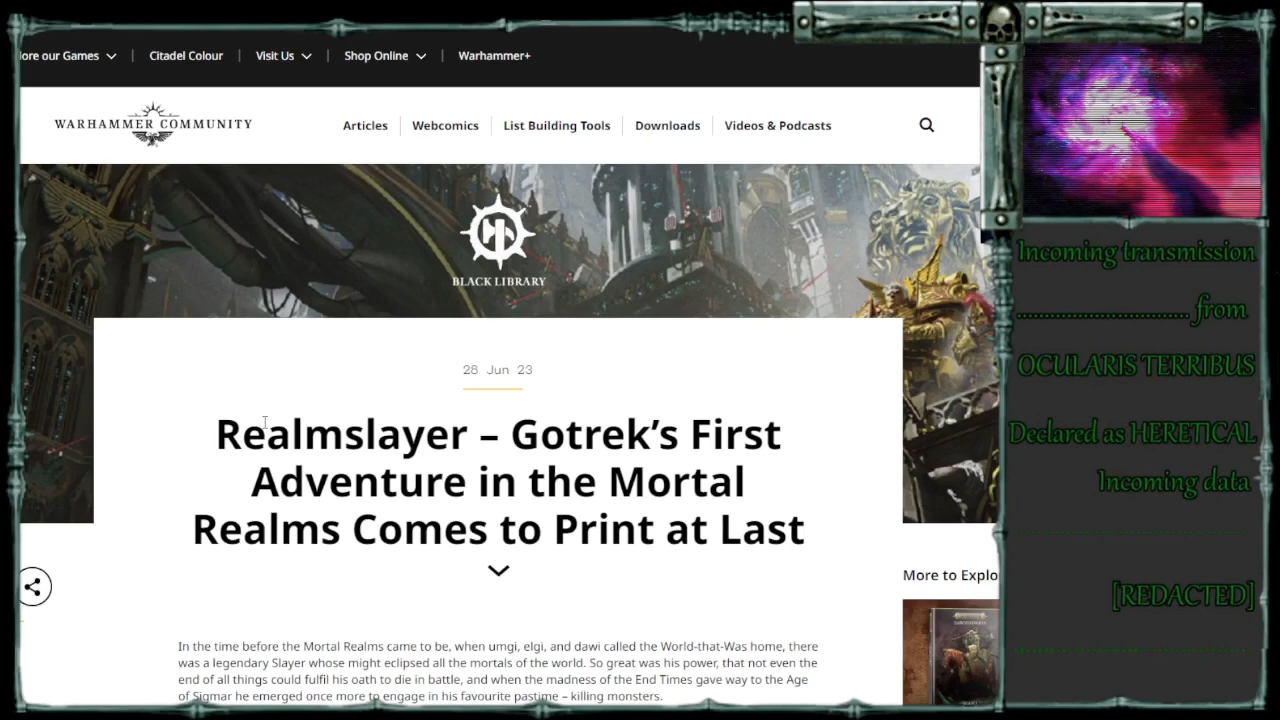 ore our Games
Citadel Colour
Visit Us
Shop Online
Warhammer+
WARHAMMER COMMUNITY
Articles
Webcomics
List Building Tools
Downloads
Videos & Podcasts
BLACK LIBRARY
28 Jun 23
Realmslayer – Gotrek’s First
Adventure in the Mortal
Realms Comes to Print at Last
In the time before the Mortal Realms came to be, when umgi, elgi, and dawi called the World-that-Was home, there
was a legendary Slayer whose might eclipsed all the mortals of the world. So great was his power, that not even the
end of all things could fulfil his oath to die in battle, and when the madness of the End Times gave way to the Age
of Sigmar he emerged once more to engage in his favourite pastime – killing monsters.
More to Explo
Incoming transmission
................................ from
OCULARIS TERRIBUS
Declared as HERETICAL
Incoming data
[REDACTED]